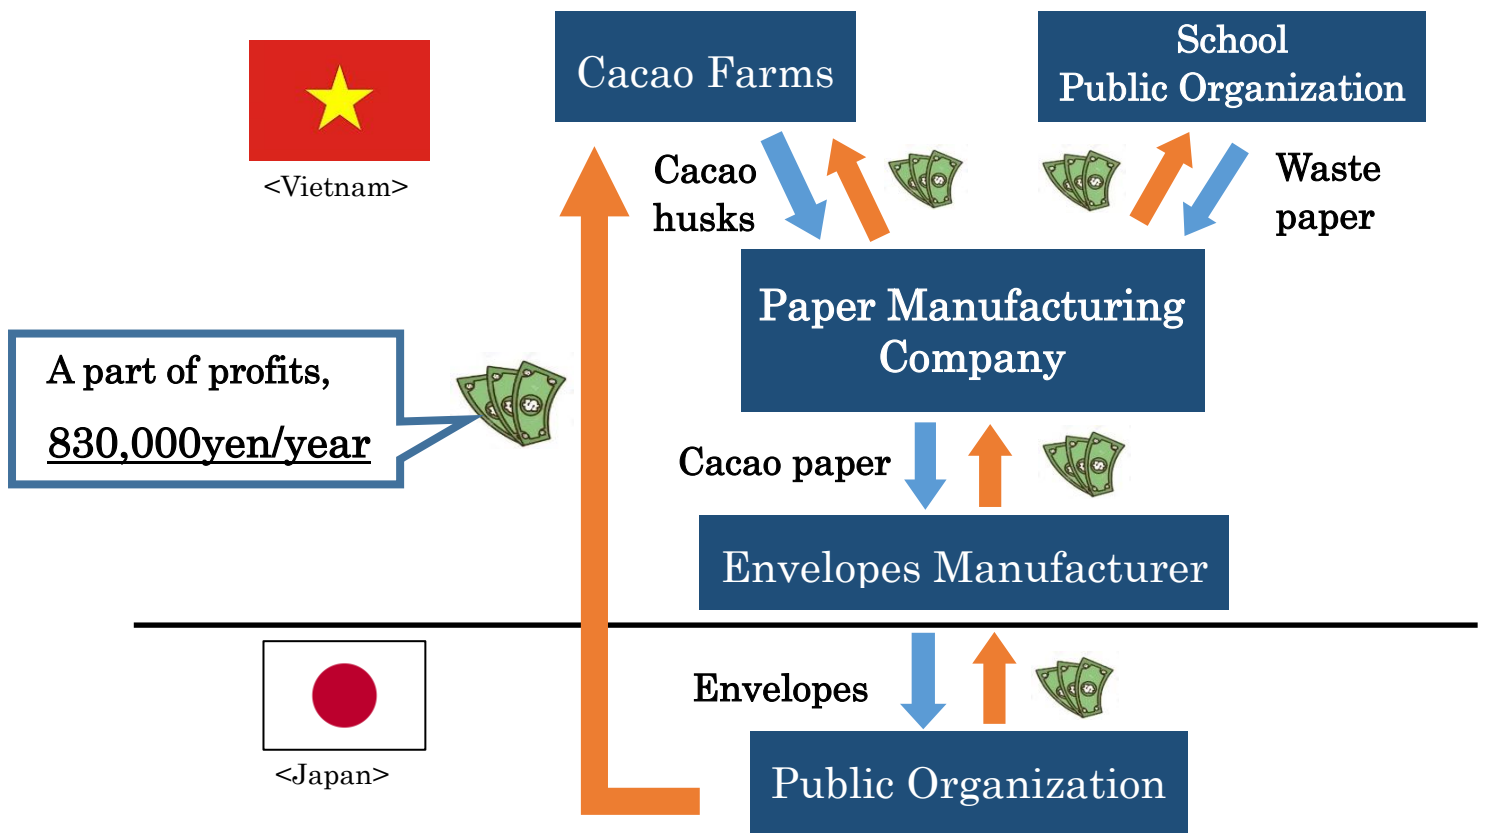 Cacao Farms
School
Public Organization
<Vietnam>
Cacao
husks
Waste
paper
Paper Manufacturing
Company
A part of profits,
830,000yen/year
Cacao paper
Envelopes Manufacturer
Envelopes
<Japan>
Public Organization